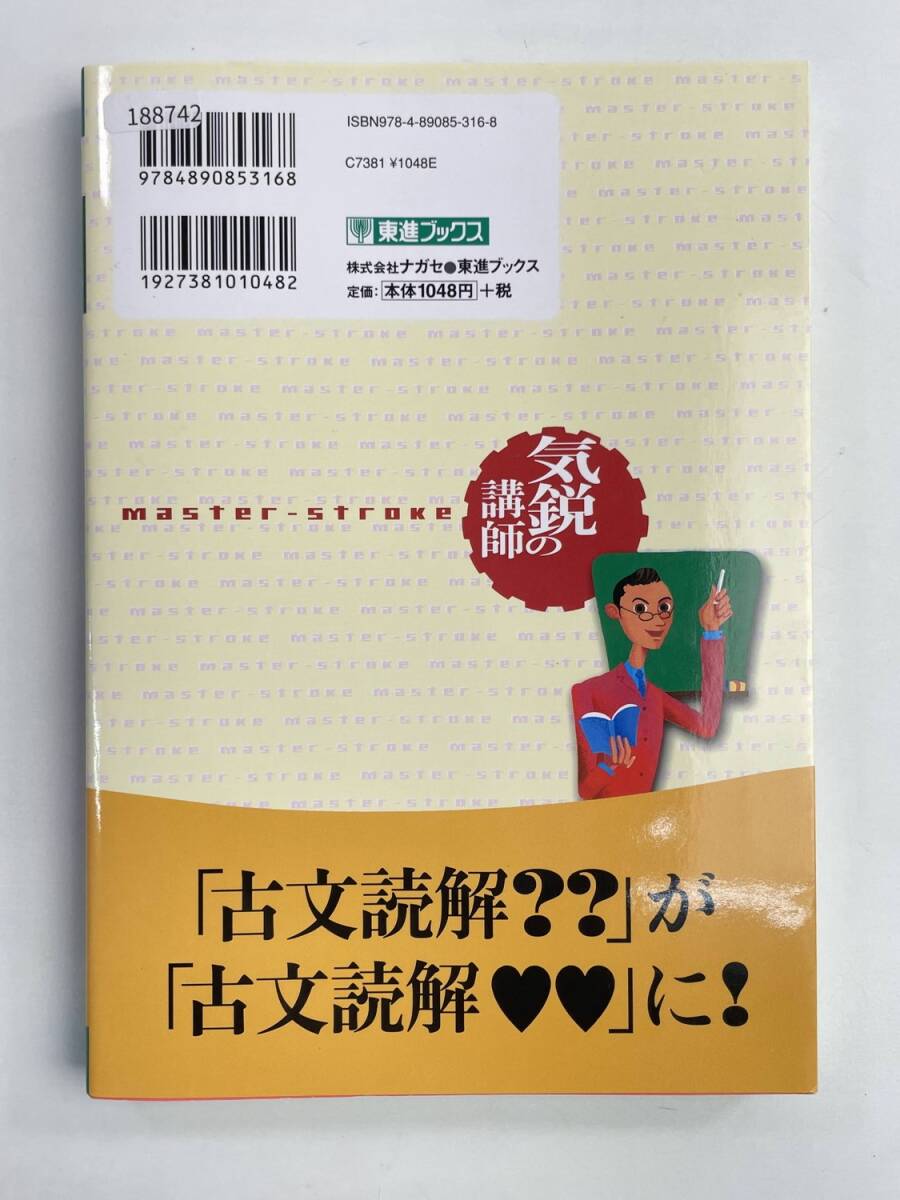 188742
ISBN978-4-89085-316-8
9784890853168
C7381 ¥1048E
1927381010482
東進ブックス
株式会社ナガセ●東進ブックス
定価: 本体1048円 +税
master-stroke
気鋭の
講師
「古文読解??」が
「古文読解♥♥」に!